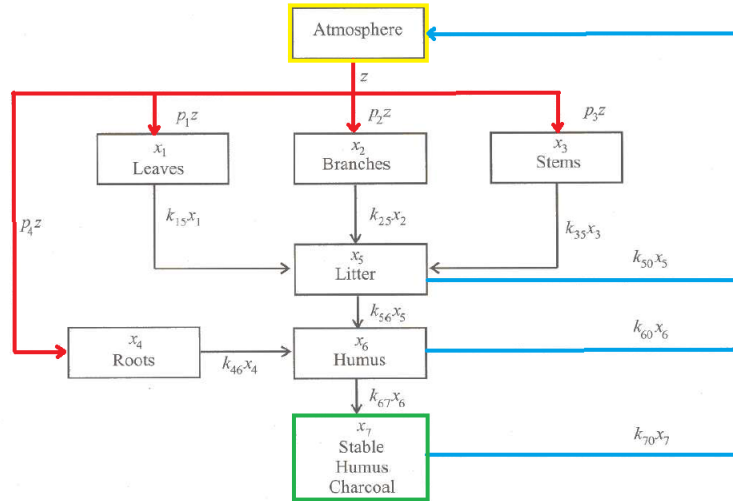 Atmosphere
z
p₁z
p₂z
p₃z
x₁
Leaves
x₂
Branches
x₃
Stems
p₄z
k₁₅x₁
k₂₅x₂
k₃₅x₃
x₅
Litter
k₅₀x₅
k₅₆x₅
x₄
Roots
k₄₆x₄
x₆
Humus
k₆₀x₆
k₆₇x₆
x₇
Stable
Humus
Charcoal
k₇₀x₇